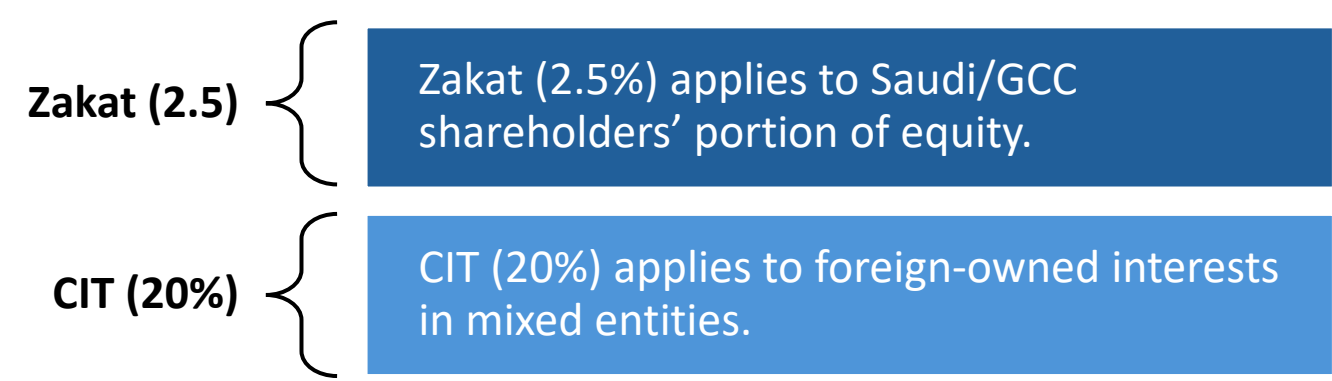 Zakat (2.5)
Zakat (2.5%) applies to Saudi/GCC
shareholders’ portion of equity.
CIT (20%)
CIT (20%) applies to foreign-owned interests
in mixed entities.